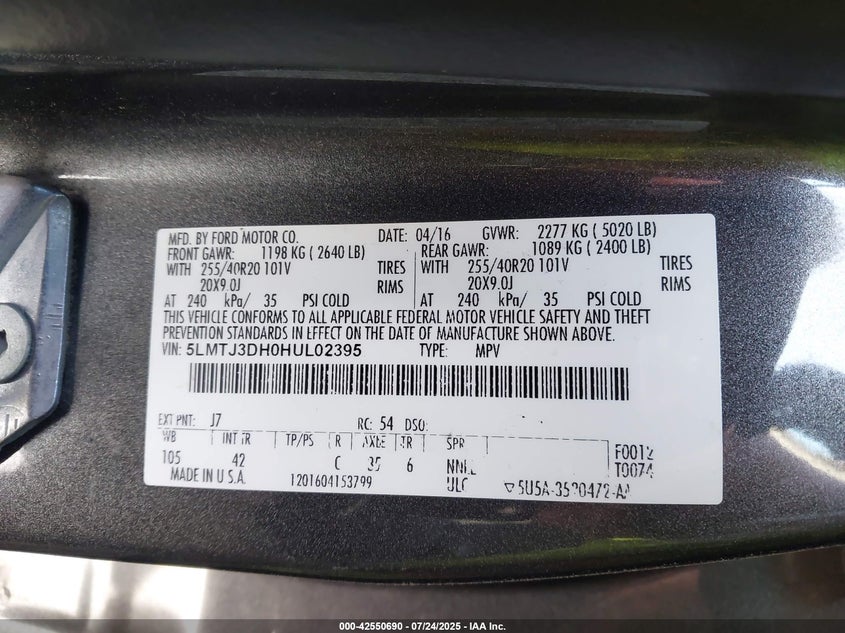 MFD. BY FORD MOTOR CO. DATE: 04/16 GVWR: 2277 KG ( 5020 LB)
FRONT GAWR: 1198 KG ( 2640 LB) REAR GAWR: 1089 KG ( 2400 LB)
WITH 255/40R20 101V TIRES WITH 255/40R20 101V TIRES
20X9.0J RIMS 20X9.0J RIMS
AT 240 kPa/ 35 PSI COLD AT 240 kPa/ 35 PSI COLD
THIS VEHICLE CONFORMS TO ALL APPLICABLE FEDERAL MOTOR VEHICLE SAFETY AND THEFT
PREVENTION STANDARDS IN EFFECT ON THE DATE OF MANUFACTURE SHOWN ABOVE.
VIN: 5LMTJ3DH0HUL02395 TYPE: MPV
EXT PNT: J7 RC: 54 DSO:
WB INT TR TP/PS R AXLE TR SPR F0012
105 42 C 35 6 T0074
MADE IN U.S.A. 1201604153799 ULC
000-42550690 - 07/24/2025 - IAA Inc.